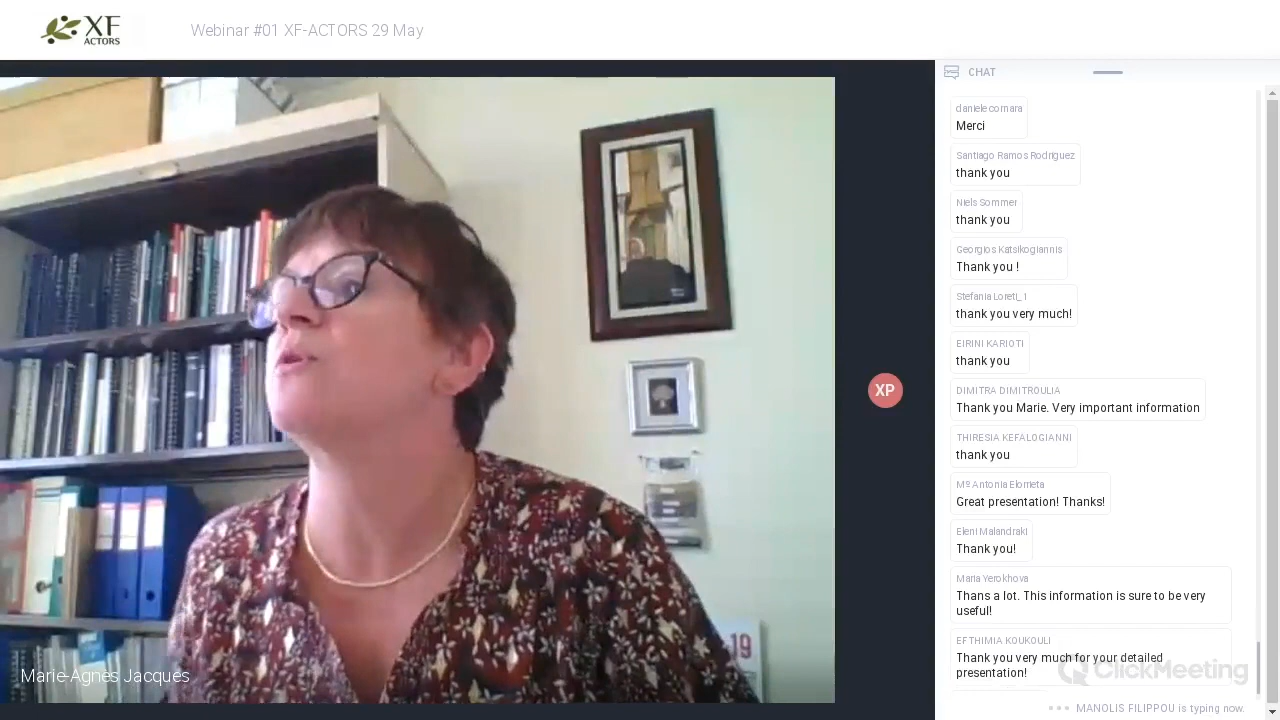 XF
ACTORS
Webinar #01 XF-ACTORS 29 May
CHAT
daniele cornara
Merci
Santiago Ramos Rodríguez
thank you
Niels Sommer
thank you
Georgios Katsikogiannis
Thank you !
Stefania Loreti_1
thank you very much!
EIRINI KARIOTI
thank you
DIMITRA DIMITROULIA
Thank you Marie. Very important information
THIRESIA KEFALOGIANNI
thank you
Mª Antonia Elorneta
Great presentation! Thanks!
Eleni Malandraki
Thank you!
Maria Yerokhova
Thans a lot. This information is sure to be very
useful!
EFTHIMIA KOUKOULI
Thank you very much for your detailed
presentation!
ClickMeeting
MANOLIS FILIPPOU is typing now.
XP
19
Marie-Agnès Jacques